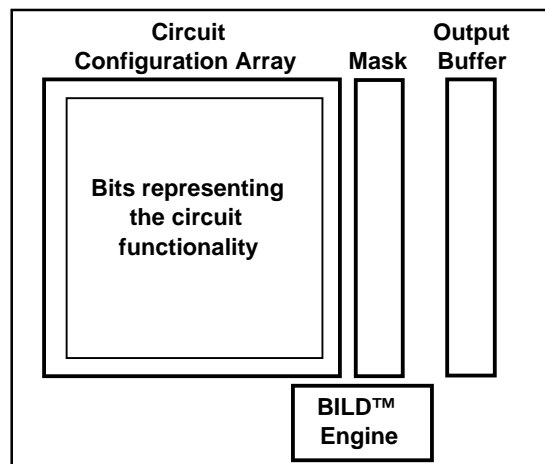 Circuit
Configuration Array
Mask
Output
Buffer
Bits representing
the circuit
functionality
BILD™
Engine